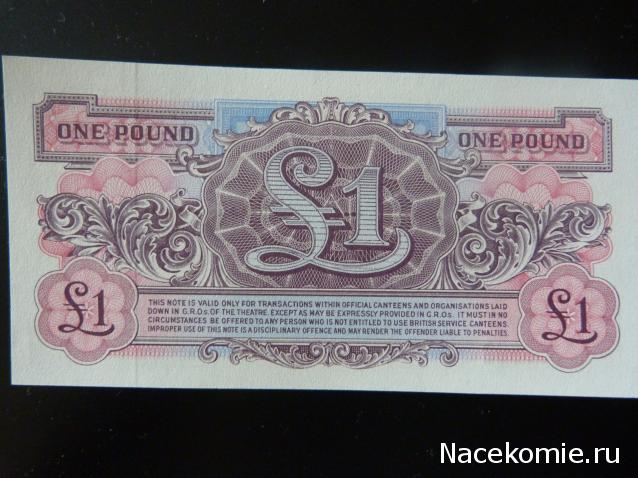 ONE POUND
ONE POUND
£1
£1
£1
THIS NOTE IS VALID ONLY FOR TRANSACTIONS WITHIN OFFICIAL CANTEENS AND ORGANISATIONS LAID
DOWN IN G.R.Os. OF THE THEATRE. EXCEPT AS MAY BE EXPRESSLY PROVIDED IN G.R.Os. IT MUST IN NO
CIRCUMSTANCES BE OFFERED TO ANY PERSON WHO IS NOT ENTITLED TO USE BRITISH SERVICE CANTEENS.
IMPROPER USE OF THIS NOTE IS A DISCIPLINARY OFFENCE AND MAY RENDER THE OFFENDER LIABLE TO PENALTIES.
Nacekomie.ru